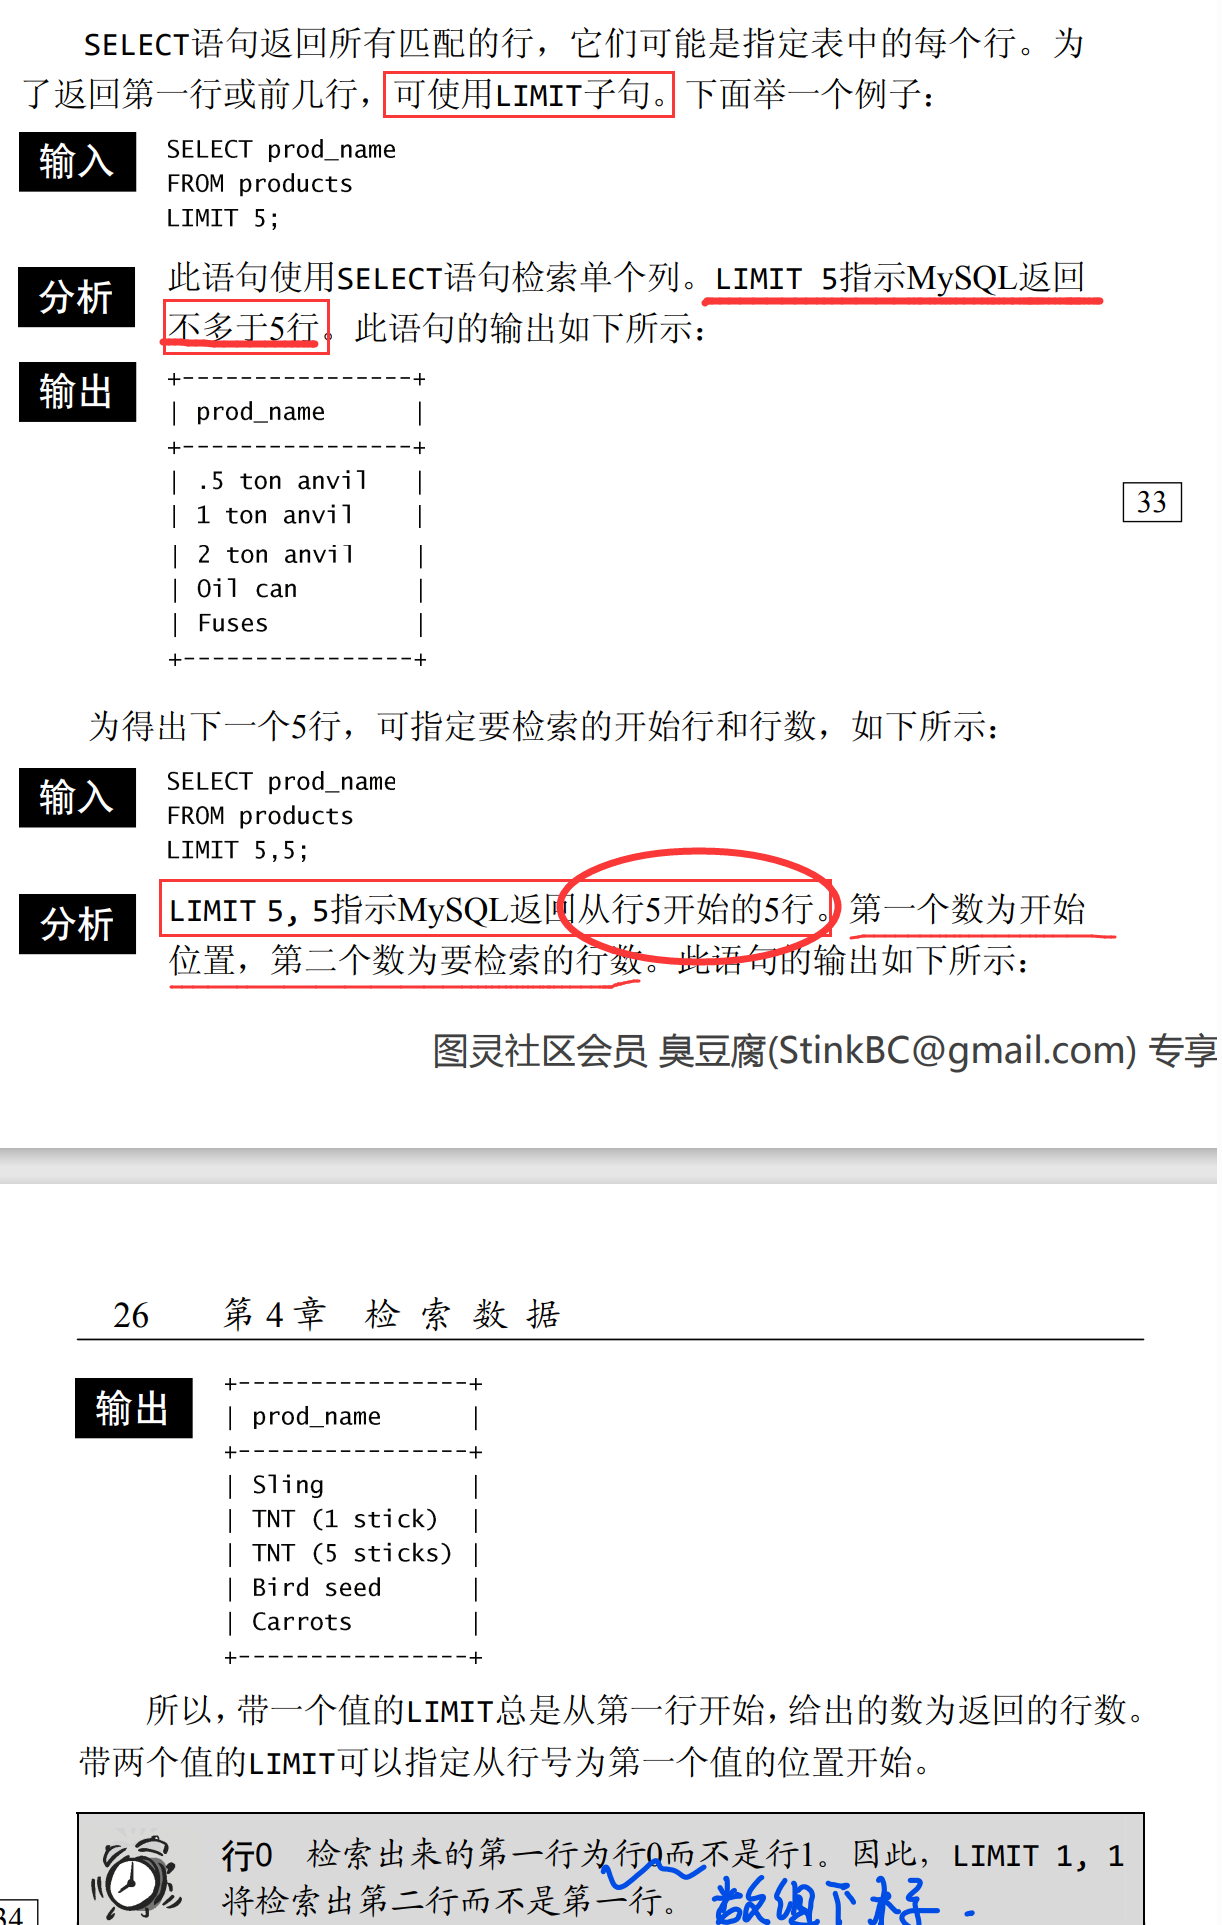 SELECT语句返回所有匹配的行，它们可能是指定表中的每个行。为
了返回第一行或前几行，可使用LIMIT子句。下面举一个例子：
输入
SELECT prod_name
FROM products
LIMIT 5;
分析
此语句使用SELECT语句检索单个列。LIMIT 5指示MySQL返回
不多于5行。此语句的输出如下所示：
输出
+----------------+
| prod_name      |
+----------------+
| .5 ton anvil   |
| 1 ton anvil    |
33
| 2 ton anvil    |
| Oil can        |
| Fuses          |
+----------------+
为得出下一个5行，可指定要检索的开始行和行数，如下所示：
输入
SELECT prod_name
FROM products
LIMIT 5,5;
分析
LIMIT 5, 5指示MySQL返回从行5开始的5行。第一个数为开始
位置，第二个数为要检索的行数。此语句的输出如下所示：
图灵社区会员 臭豆腐(StinkBC@gmail.com) 专享
26 第4章 检索数据
输出
+----------------+
| prod_name      |
+----------------+
| Sling          |
| TNT (1 stick)  |
| TNT (5 sticks) |
| Bird seed      |
| Carrots        |
+----------------+
所以，带一个值的LIMIT总是从第一行开始，给出的数为返回的行数。
带两个值的LIMIT可以指定从行号为第一个值的位置开始。
行0 检索出来的第一行为行0而不是行1。因此，LIMIT 1, 1
将检索出第二行而不是第一行。
数组下标.
34